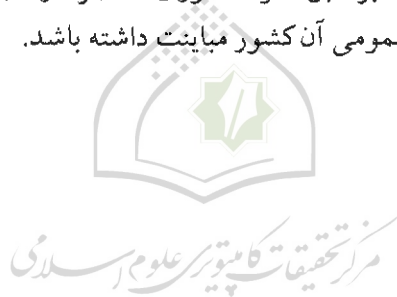 عمومی آن کشور مباینت داشته باشد.
مرکز تحقیقات کامپیوتری علوم اسلامی